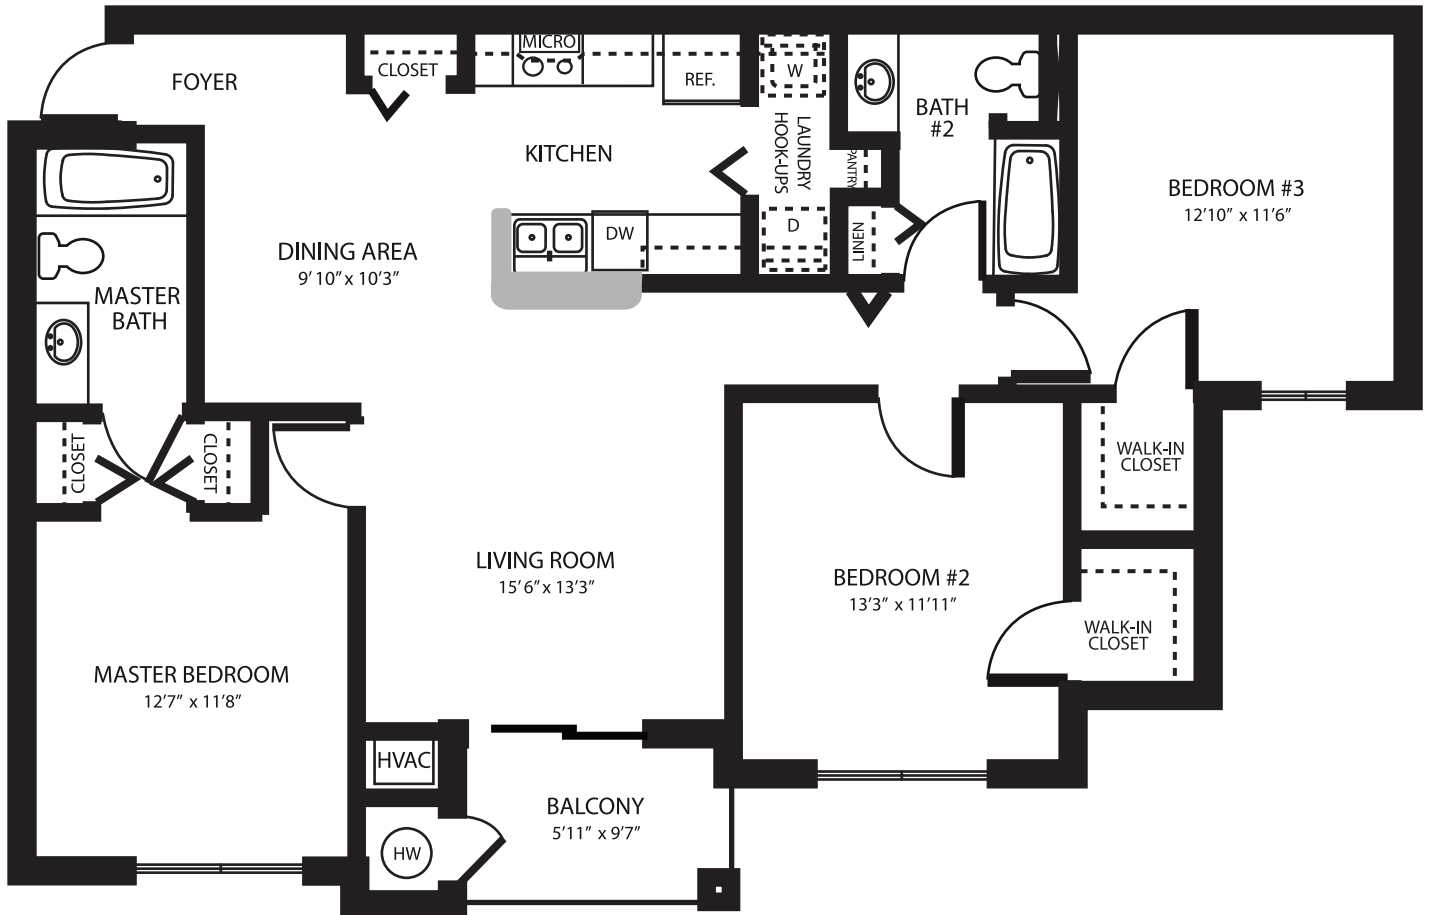 FOYER
CLOSET
MICRO
REF.
W
LAUNDRY
HOOK-UPS
D
PANTRY
LINEN
BATH
#2
KITCHEN
DW
DINING AREA
9' 10" x 10'3"
BEDROOM #3
12'10" x 11'6"
MASTER
BATH
CLOSET
CLOSET
WALK-IN
CLOSET
LIVING ROOM
15'6" x 13'3"
BEDROOM #2
13'3" x 11'11"
WALK-IN
CLOSET
MASTER BEDROOM
12'7" x 11'8"
HVAC
HW
BALCONY
5'11" x 9'7"